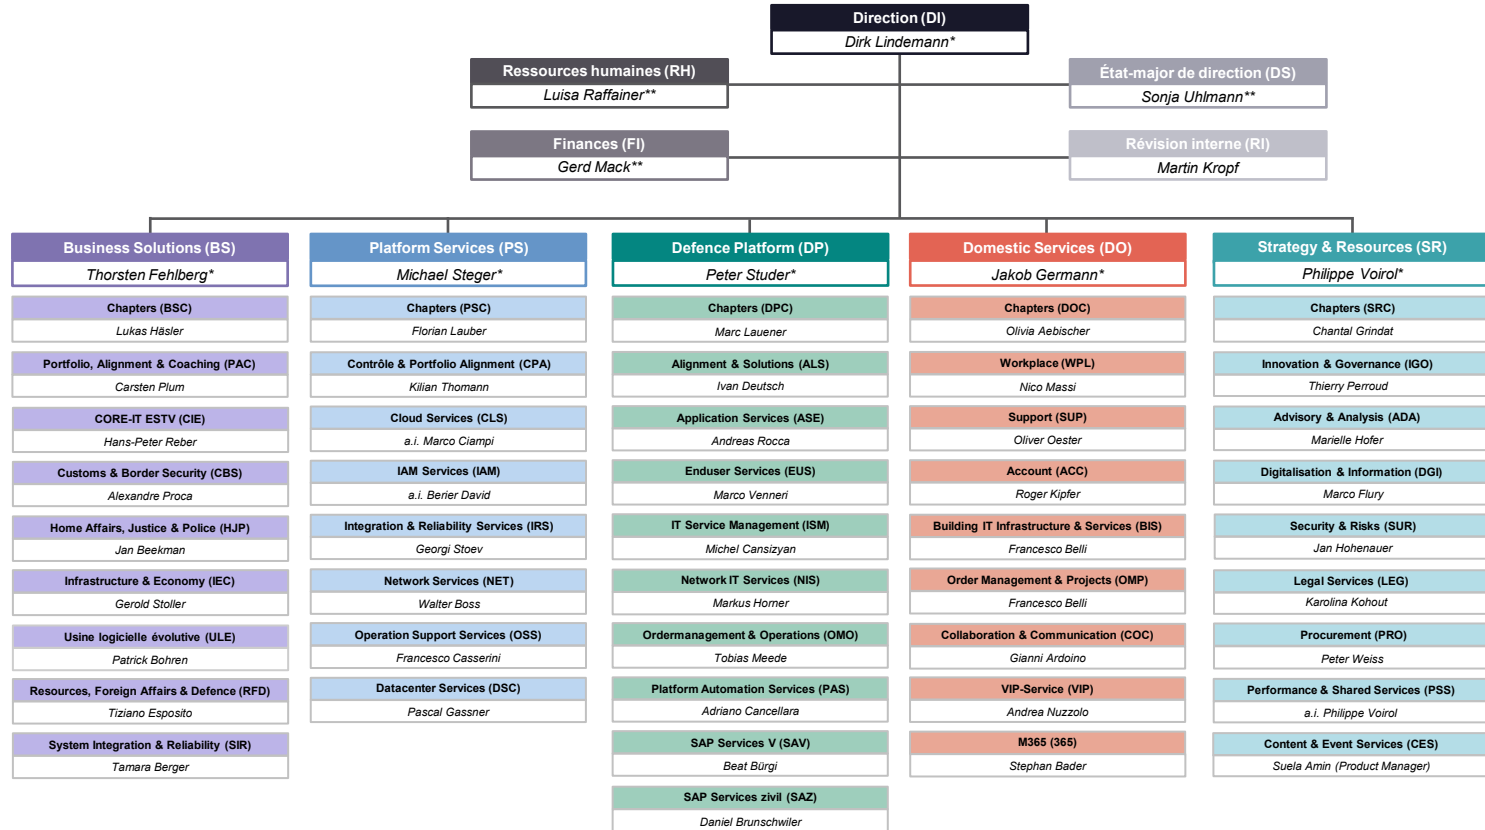 Direction (DI)
Dirk Lindemann*
Ressources humaines (RH)
Luisa Raffainer**
État-major de direction (DS)
Sonja Uhlmann**
Finances (FI)
Gerd Mack**
Révision interne (RI)
Martin Kropf
Business Solutions (BS)
Thorsten Fehlberg*
Chapters (BSC)
Lukas Häsler
Portfolio, Alignment & Coaching (PAC)
Carsten Plum
CORE-IT ESTV (CIE)
Hans-Peter Reber
Customs & Border Security (CBS)
Alexandre Proca
Home Affairs, Justice & Police (HJP)
Jan Beekman
Infrastructure & Economy (IEC)
Gerold Stoller
Usine logicielle évolutive (ULE)
Patrick Bohren
Resources, Foreign Affairs & Defence (RFD)
Tiziano Esposito
System Integration & Reliability (SIR)
Tamara Berger
Platform Services (PS)
Michael Steger*
Chapters (PSC)
Florian Lauber
Contrôle & Portfolio Alignment (CPA)
Kilian Thomann
Cloud Services (CLS)
a.i. Marco Ciampi
IAM Services (IAM)
a.i. Berier David
Integration & Reliability Services (IRS)
Georgi Stoev
Network Services (NET)
Walter Boss
Operation Support Services (OSS)
Francesco Casserini
Datacenter Services (DSC)
Pascal Gassner
Defence Platform (DP)
Peter Studer*
Chapters (DPC)
Marc Lauener
Alignment & Solutions (ALS)
Ivan Deutsch
Application Services (ASE)
Andreas Rocca
Enduser Services (EUS)
Marco Venneri
IT Service Management (ISM)
Michel Cansizyan
Network IT Services (NIS)
Markus Horner
Ordermanagement & Operations (OMO)
Tobias Meede
Platform Automation Services (PAS)
Adriano Cancellara
SAP Services V (SAV)
Beat Bürgi
SAP Services zivil (SAZ)
Daniel Brunschwiler
Domestic Services (DO)
Jakob Germann*
Chapters (DOC)
Olivia Aebischer
Workplace (WPL)
Nico Massi
Support (SUP)
Oliver Oester
Account (ACC)
Roger Kipfer
Building IT Infrastructure & Services (BIS)
Francesco Belli
Order Management & Projects (OMP)
Francesco Belli
Collaboration & Communication (COC)
Gianni Ardoino
VIP-Service (VIP)
Andrea Nuzzolo
M365 (365)
Stephan Bader
Strategy & Resources (SR)
Philippe Voirol*
Chapters (SRC)
Chantal Grindat
Innovation & Governance (IGO)
Thierry Perroud
Advisory & Analysis (ADA)
Marielle Hofer
Digitalisation & Information (DGI)
Marco Flury
Security & Risks (SUR)
Jan Hohenauer
Legal Services (LEG)
Karolina Kohout
Procurement (PRO)
Peter Weiss
Performance & Shared Services (PSS)
a.i. Philippe Voirol
Content & Event Services (CES)
Suela Amin (Product Manager)